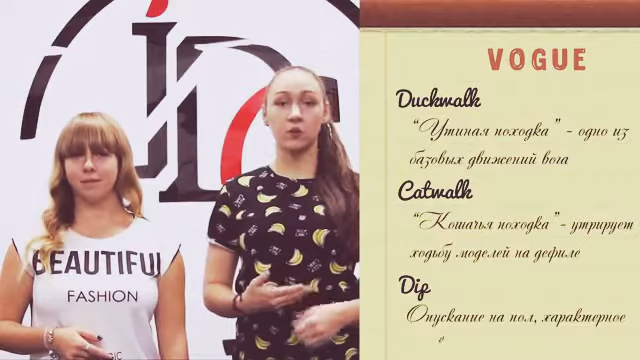 BEAUTIFUL
FASHION
VOGUE
Duckwalk
“Утиная походка” - одно из
базовых движений вога
Catwalk
“Кошачья походка”- утрирует
ходьбу моделей на дефиле
Dip
Опускание на пол, характерное